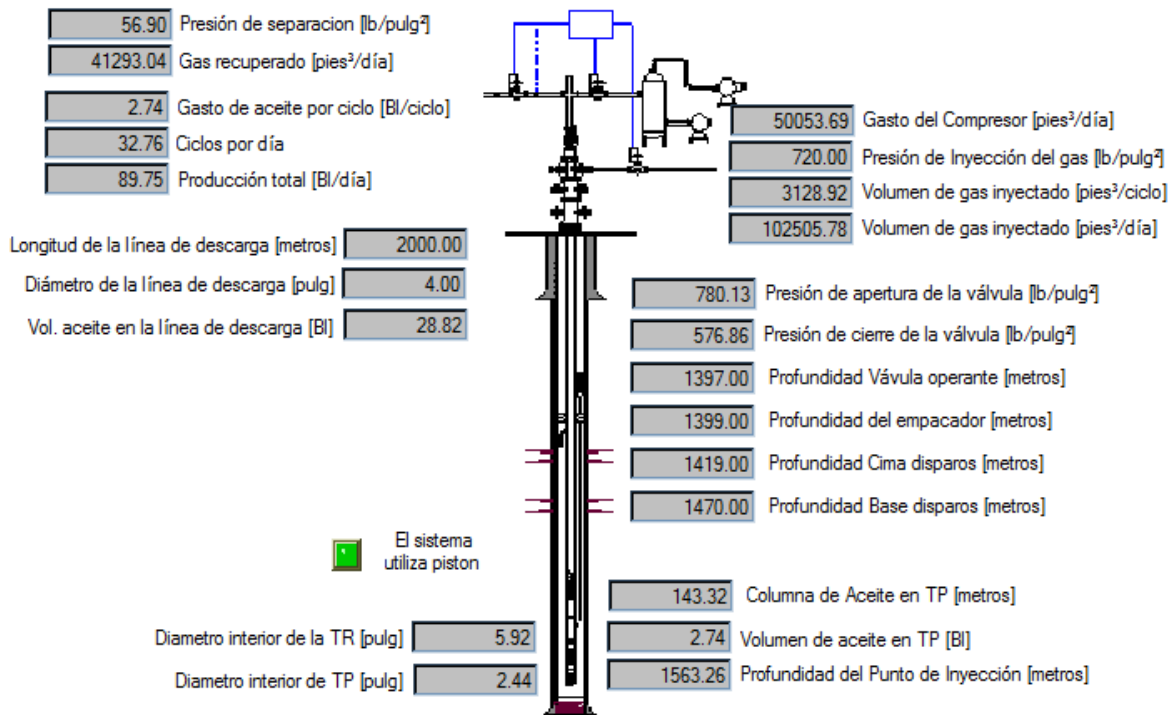 56.90 Presión de separacion [lb/pulg²]
41293.04 Gas recuperado [pies³/día]
2.74 Gasto de aceite por ciclo [Bl/ciclo]
32.76 Ciclos por día
89.75 Producción total [Bl/día]
50053.69 Gasto del Compresor [pies³/día]
720.00 Presión de Inyección del gas [lb/pulg²]
3128.92 Volumen de gas inyectado [pies³/ciclo]
102505.78 Volumen de gas inyectado [pies³/día]
Longitud de la línea de descarga [metros] 2000.00
Diámetro de la línea de descarga [pulg] 4.00
Vol. aceite en la línea de descarga [Bl] 28.82
780.13 Presión de apertura de la válvula [lb/pulg²]
576.86 Presión de cierre de la válvula [lb/pulg²]
1397.00 Profundidad Vávula operante [metros]
1399.00 Profundidad del empacador [metros]
1419.00 Profundidad Cima disparos [metros]
1470.00 Profundidad Base disparos [metros]
El sistema
utiliza piston
143.32 Columna de Aceite en TP [metros]
Diametro interior de la TR [pulg] 5.92
2.74 Volumen de aceite en TP [Bl]
Diametro interior de TP [pulg] 2.44
1563.26 Profundidad del Punto de Inyección [metros]